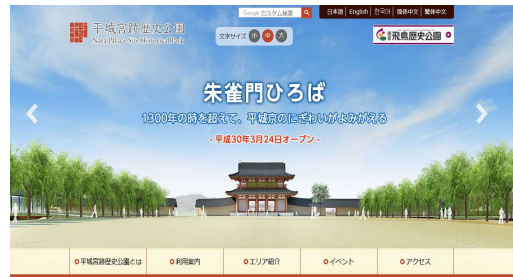 Google カスタム検索
日本語 | English | 한국어 | 简体中文 | 繁体中文
平城宮跡歴史公園
Nara Palace Site Historical Park
文字サイズ 小 中 大
飛鳥歴史公園
朱雀門ひろば
1300年の時を超えて、平城京のにぎわいがよみがえる
- 平成30年3月24日オープン -
平城宮跡歴史公園とは
利用案内
エリア紹介
イベント
アクセス